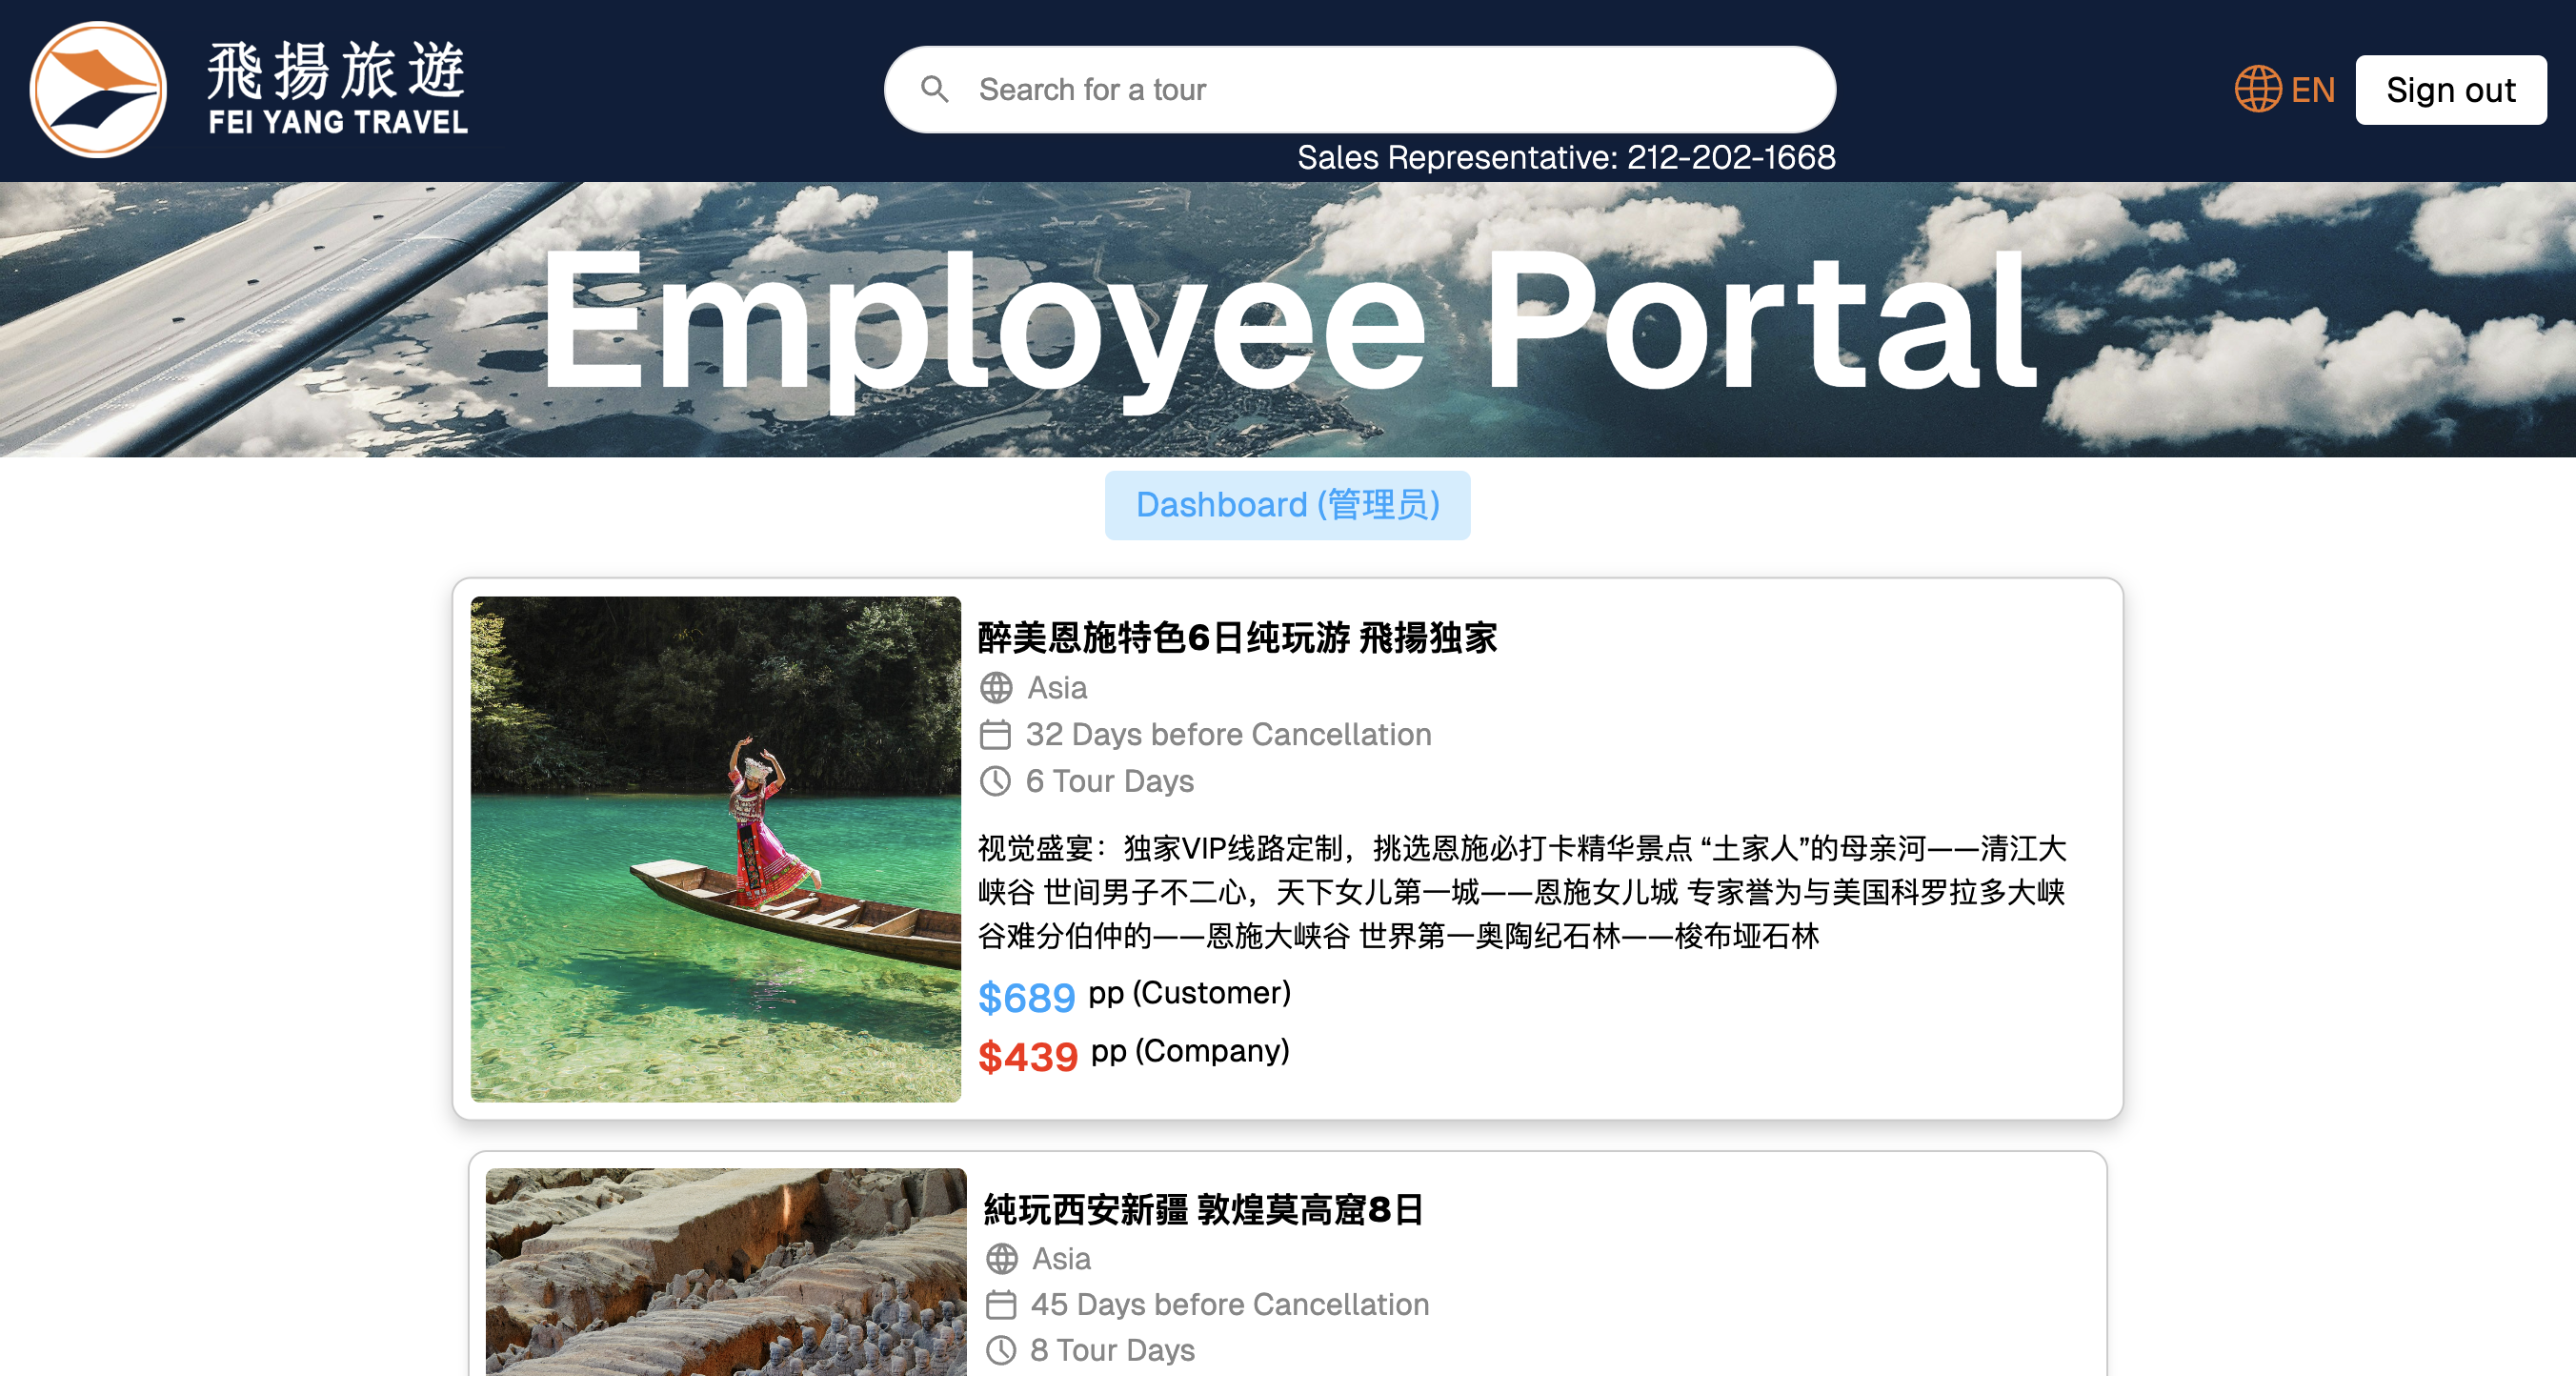 飛揚旅遊
FEI YANG TRAVEL
Search for a tour
EN
Sign out
Sales Representative: 212-202-1668
Employee Portal
Dashboard (管理员)
醉美恩施特色6日纯玩游 飛揚独家
Asia
32 Days before Cancellation
6 Tour Days
视觉盛宴：独家VIP线路定制，挑选恩施必打卡精华景点 “土家人”的母亲河——清江大
峡谷 世间男子不二心，天下女儿第一城——恩施女儿城 专家誉为与美国科罗拉多大峡
谷难分伯仲的——恩施大峡谷 世界第一奥陶纪石林——梭布垭石林
$689 pp (Customer)
$439 pp (Company)
純玩西安新疆 敦煌莫高窟8日
Asia
45 Days before Cancellation
8 Tour Days